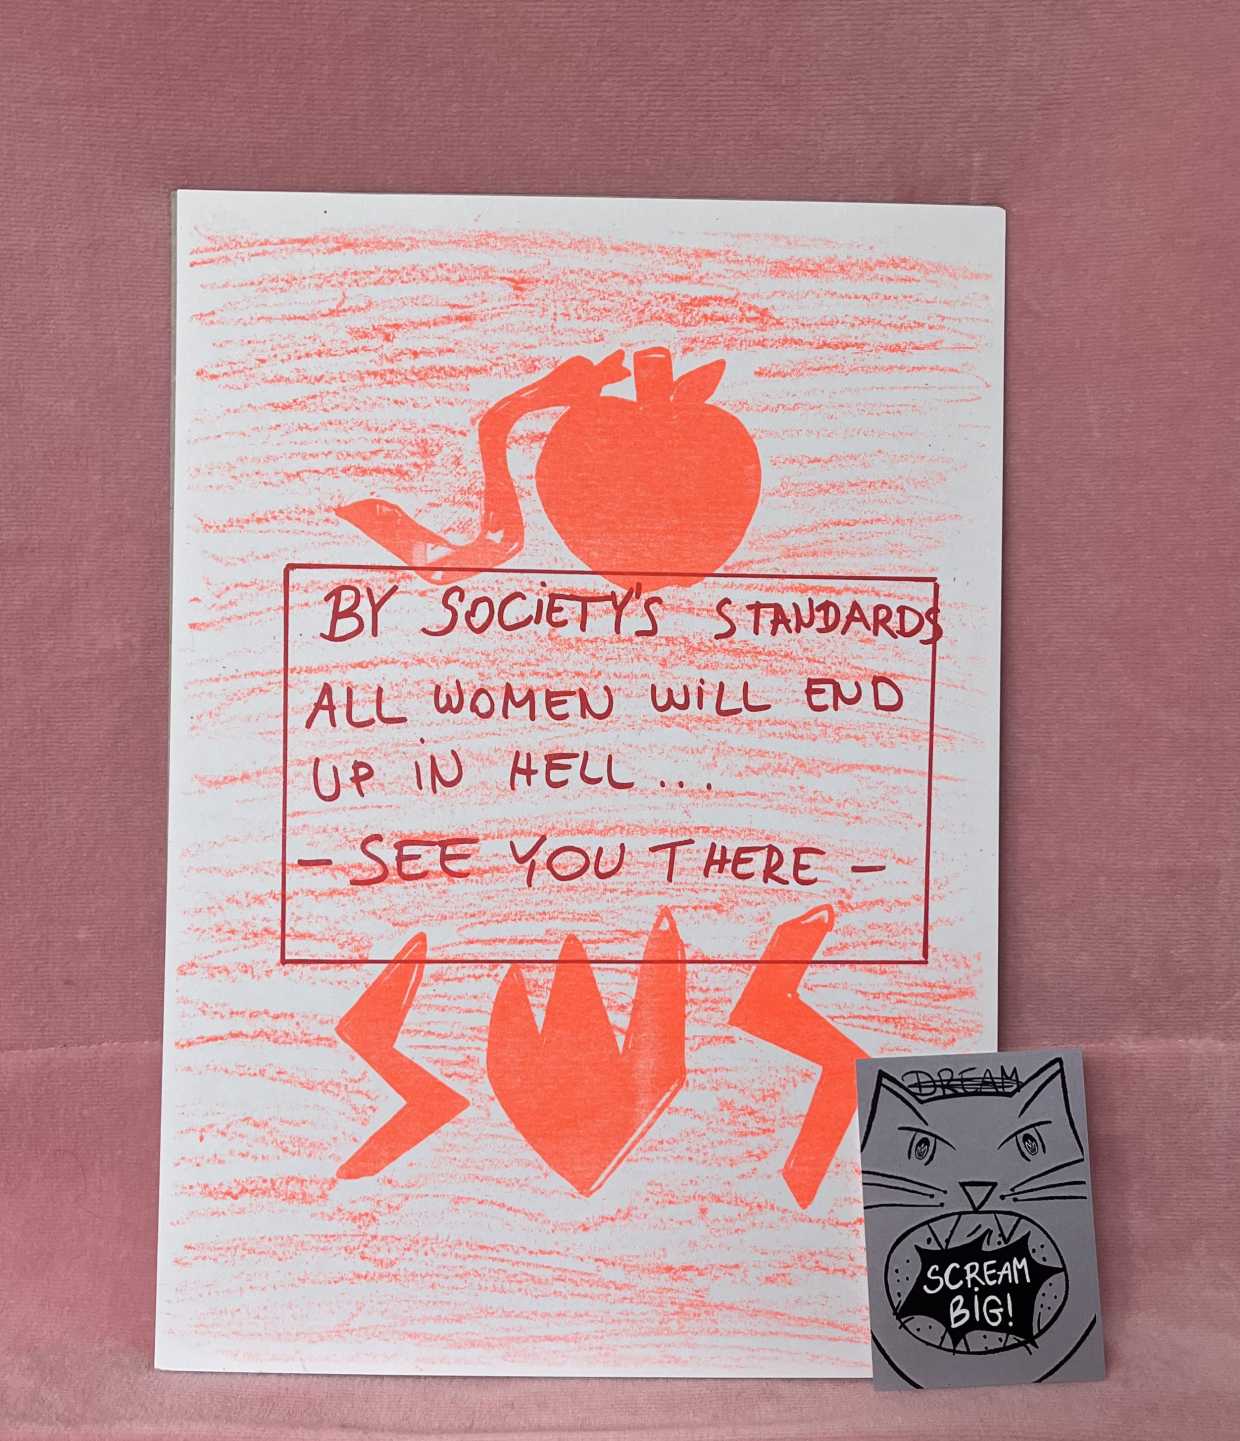 BY SOCiETY'S STANDARDS
ALL WOMEN WiLL END
UP iN HELL...
- SEE YOU THERE -
DREAM
SCREAM
BiG!